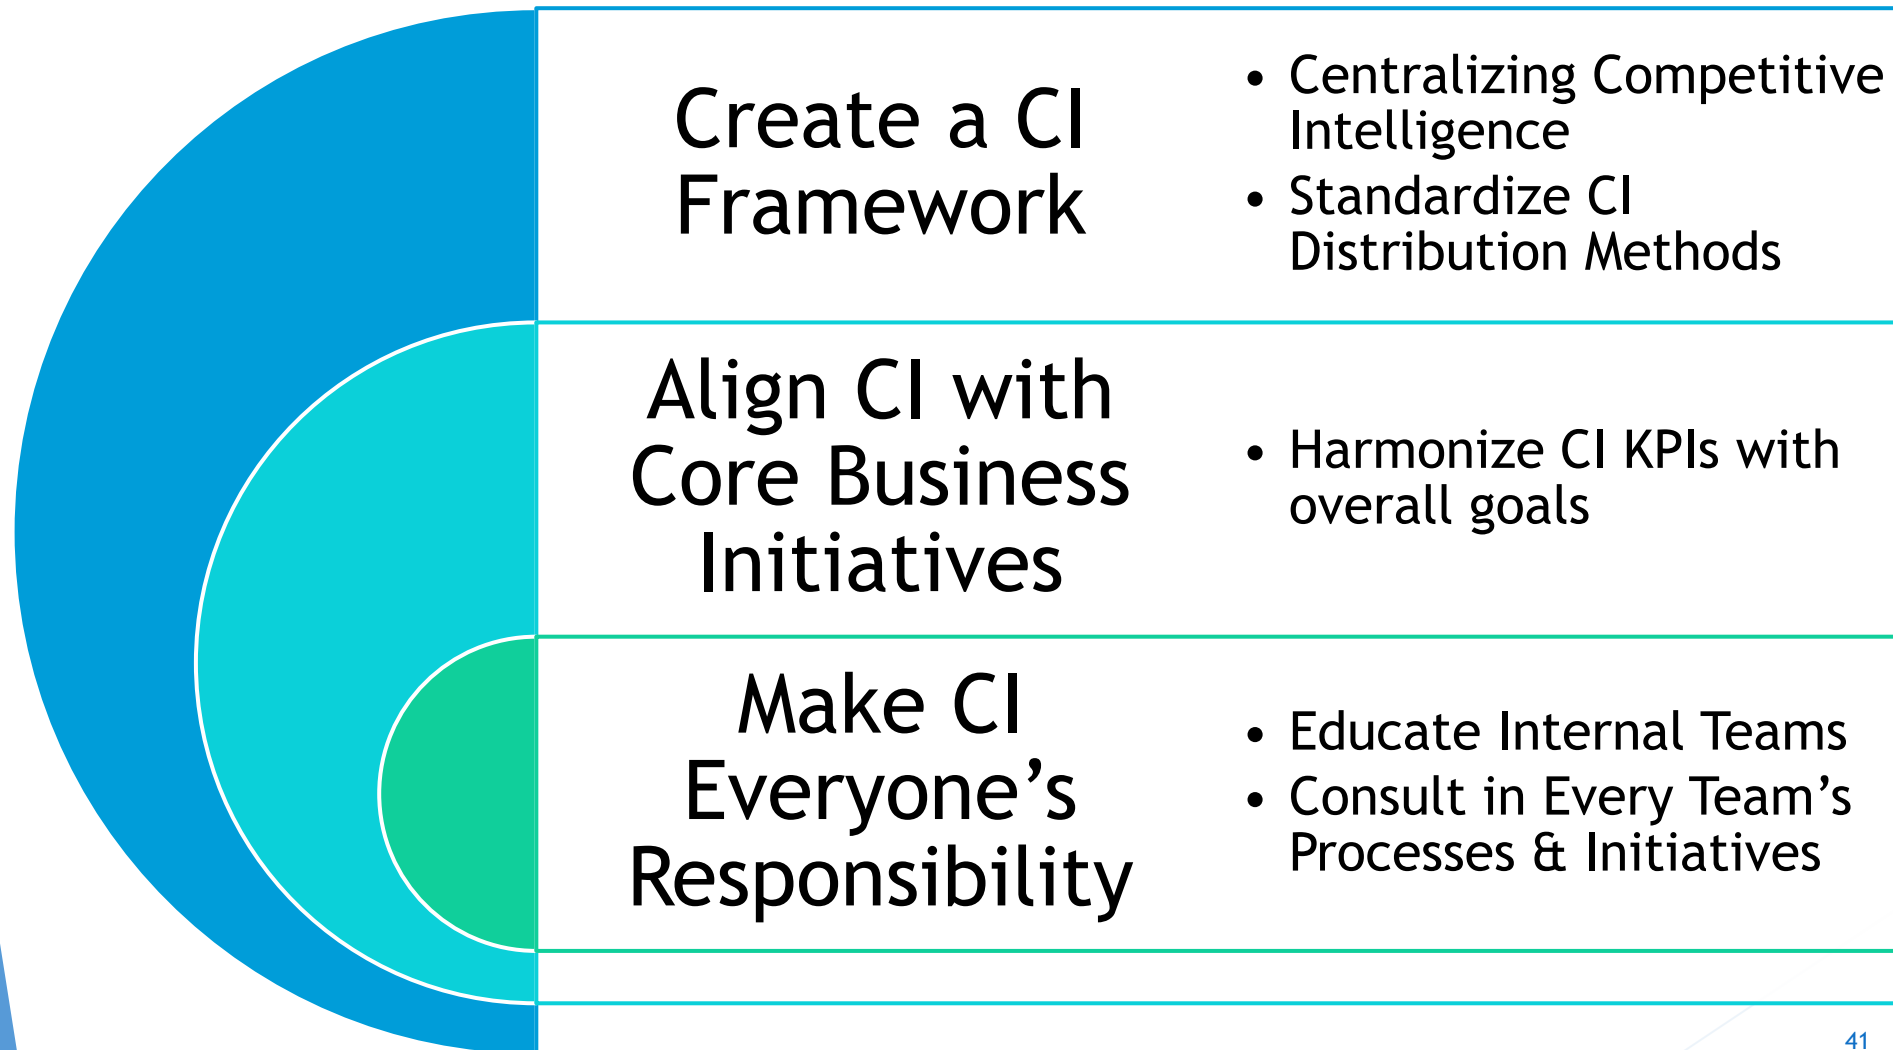 Create a CI
Framework
• Centralizing Competitive
Intelligence
• Standardize CI
Distribution Methods
Align CI with
Core Business
Initiatives
• Harmonize CI KPIs with
overall goals
Make CI
Everyone’s
Responsibility
• Educate Internal Teams
• Consult in Every Team’s
Processes & Initiatives
41